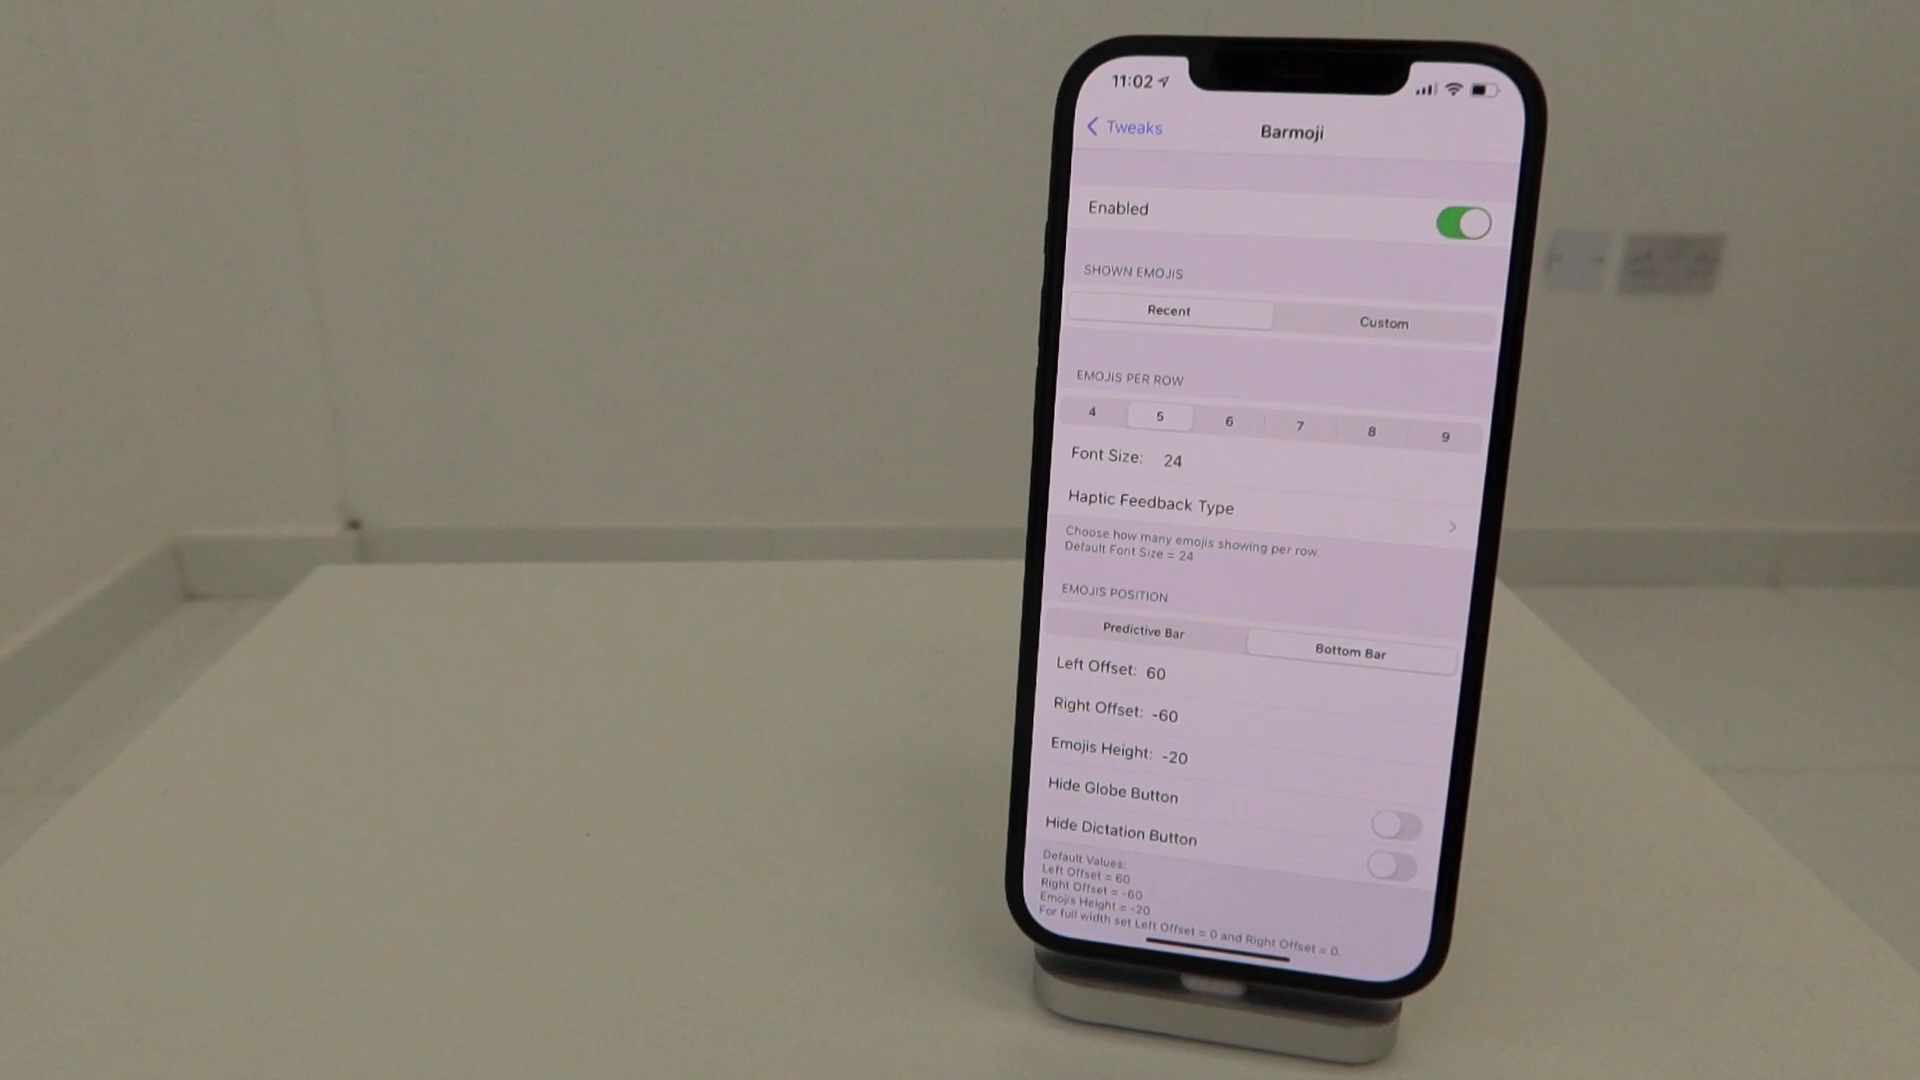 11:02
Tweaks
Barmoji
Enabled
SHOWN EMOJIS
Recent
Custom
EMOJIS PER ROW
4 5 6 7 8 9
Font Size: 24
Haptic Feedback Type
Choose how many emojis showing per row.
Default Font Size = 24
EMOJIS POSITION
Predictive Bar
Bottom Bar
Left Offset: 60
Right Offset: -60
Emojis Height: -20
Hide Globe Button
Hide Dictation Button
Default Values:
Left Offset = 60
Right Offset = -60
Emojis Height = -20
For full width set Left Offset = 0 and Right Offset = 0.